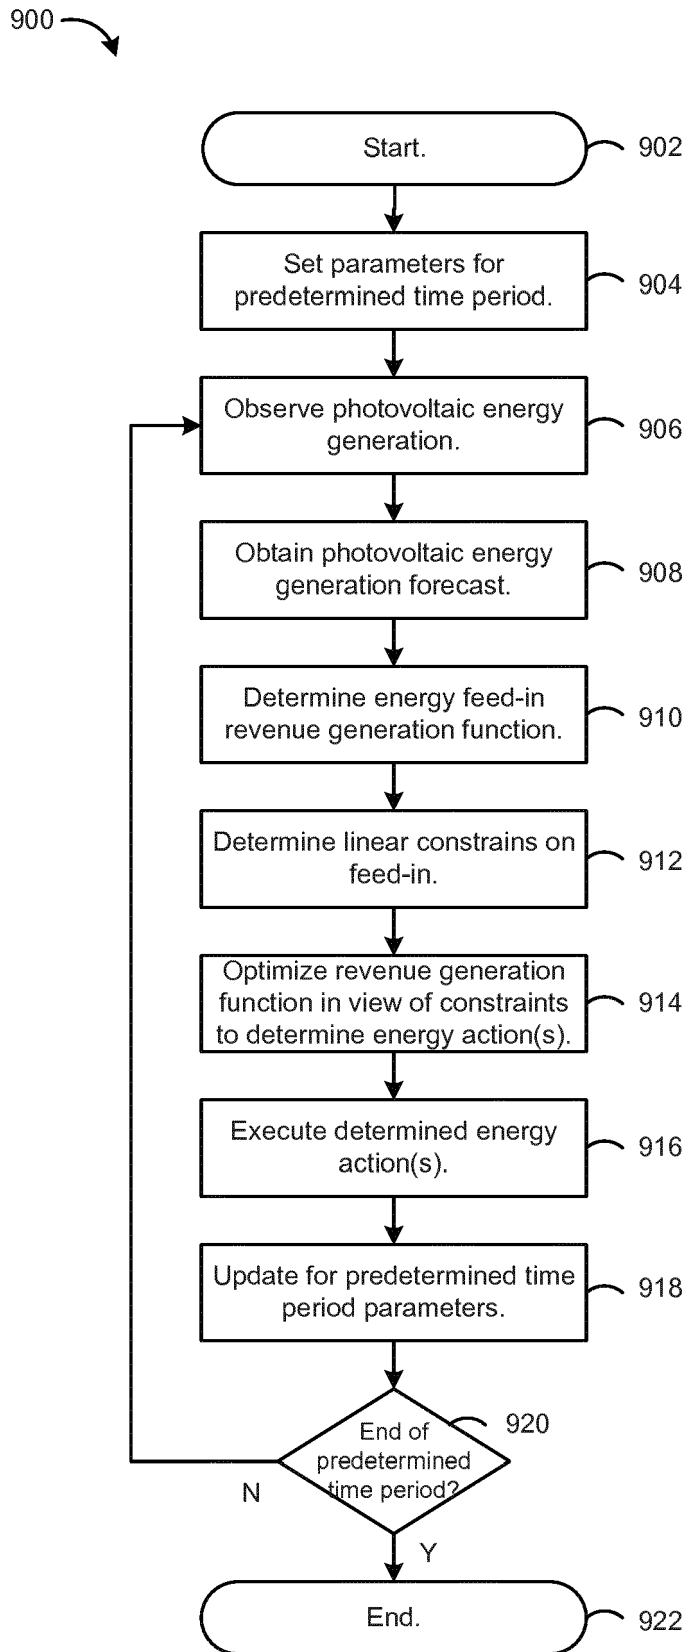 900
Start.
902
Set parameters for
predetermined time period.
904
Observe photovoltaic energy
generation.
906
Obtain photovoltaic energy
generation forecast.
908
Determine energy feed-in
revenue generation function.
910
Determine linear constrains on
feed-in.
912
Optimize revenue generation
function in view of constraints
to determine energy action(s).
914
Execute determined energy
action(s).
916
Update for predetermined time
period parameters.
918
920
End of
predetermined
time period?
N
Y
End.
922